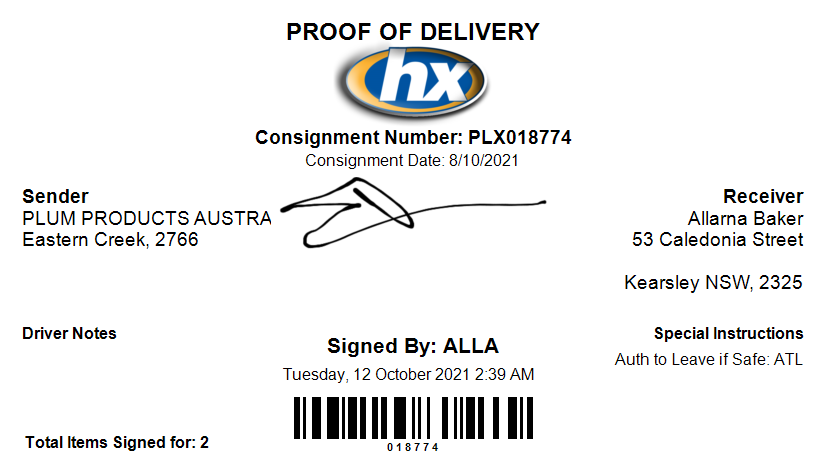 PROOF OF DELIVERY
hx
Consignment Number: PLX018774
Consignment Date: 8/10/2021
Sender
PLUM PRODUCTS AUSTRA
Eastern Creek, 2766
Receiver
Allarna Baker
53 Caledonia Street
Kearsley NSW, 2325
Driver Notes
Signed By: ALLA
Tuesday, 12 October 2021 2:39 AM
Special Instructions
Auth to Leave if Safe: ATL
018774
Total Items Signed for: 2